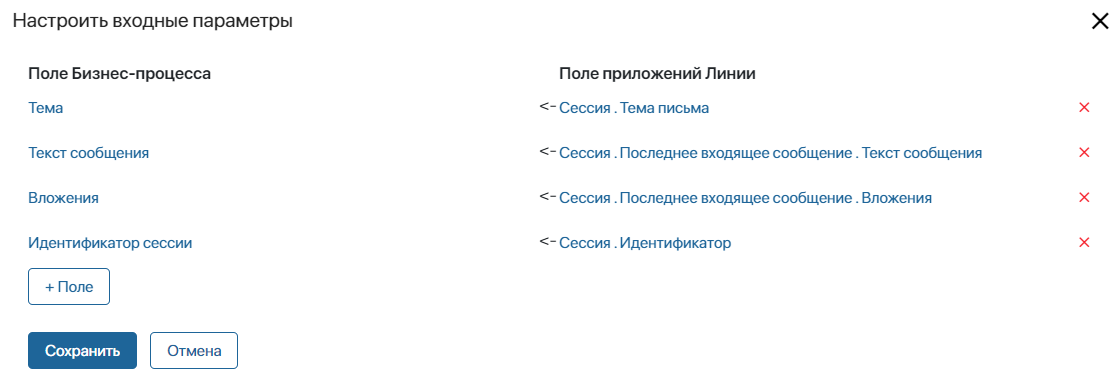 Настроить входные параметры
Поле Бизнес-процесса Поле приложений Линии
Тема <- Сессия . Тема письма
Текст сообщения <- Сессия . Последнее входящее сообщение . Текст сообщения
Вложения <- Сессия . Последнее входящее сообщение . Вложения
Идентификатор сессии <- Сессия . Идентификатор
+ Поле
Сохранить Отмена